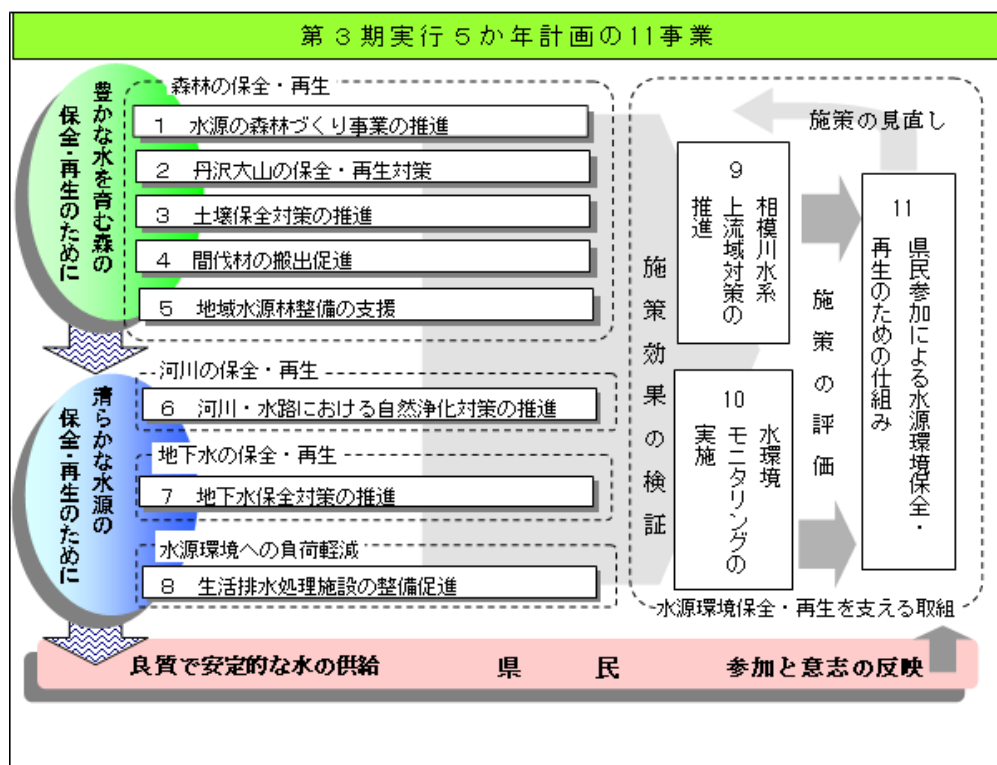 第３期実行５か年計画の11事業
豊かな水を育む森の
保全・再生のために
森林の保全・再生
1 水源の森林づくり事業の推進
2 丹沢大山の保全・再生対策
3 土壌保全対策の推進
4 間伐材の搬出促進
5 地域水源林整備の支援
清らかな水源の
保全・再生のために
河川の保全・再生
6 河川・水路における自然浄化対策の推進
地下水の保全・再生
7 地下水保全対策の推進
水源環境への負荷軽減
8 生活排水処理施設の整備促進
施策効果の検証
9 相模川水系
上流域対策の
推進
10 水環境
モニタリングの
実施
施策の評価
施策の見直し
11 県民参加による水源環境保全・
再生のための仕組み
水源環境保全・再生を支える取組
良質で安定的な水の供給 県 民 参加と意志の反映